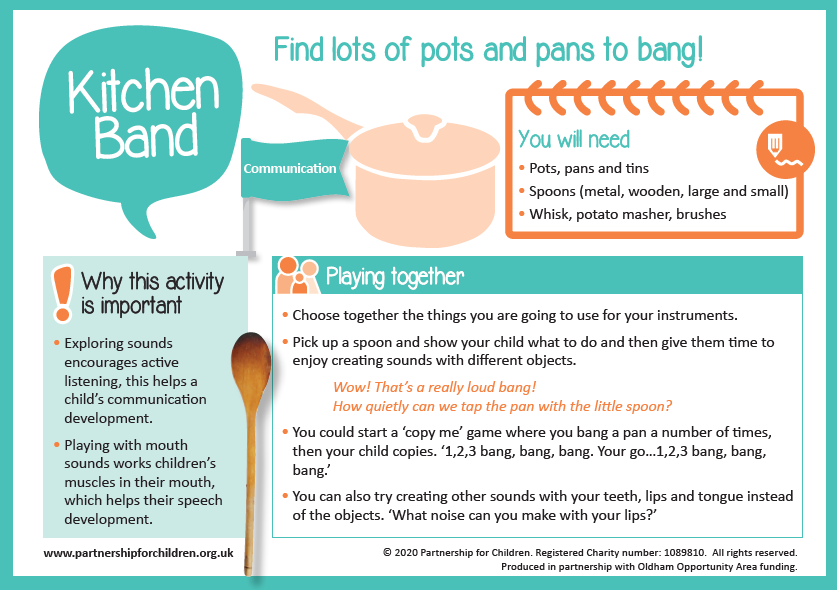 Kitchen
Band
Find lots of pots and pans to bang!
Communication
You will need
• Pots, pans and tins
• Spoons (metal, wooden, large and small)
• Whisk, potato masher, brushes
Why this activity
is important
• Exploring sounds
encourages active
listening, this helps a
child's communication
development.
• Playing with mouth
sounds works children's
muscles in their mouth,
which helps their speech
development.
Playing together
• Choose together the things you are going to use for your instruments.
• Pick up a spoon and show your child what to do and then give them time to
enjoy creating sounds with different objects.
Wow! That's a really loud bang!
How quietly can we tap the pan with the little spoon?
• You could start a 'copy me' game where you bang a pan a number of times,
then your child copies. '1,2,3 bang, bang, bang. Your go…1,2,3 bang, bang,
bang.'
• You can also try creating other sounds with your teeth, lips and tongue instead
of the objects. 'What noise can you make with your lips?'
www.partnershipforchildren.org.uk
© 2020 Partnership for Children. Registered Charity number: 1089810. All rights reserved.
Produced in partnership with Oldham Opportunity Area funding.